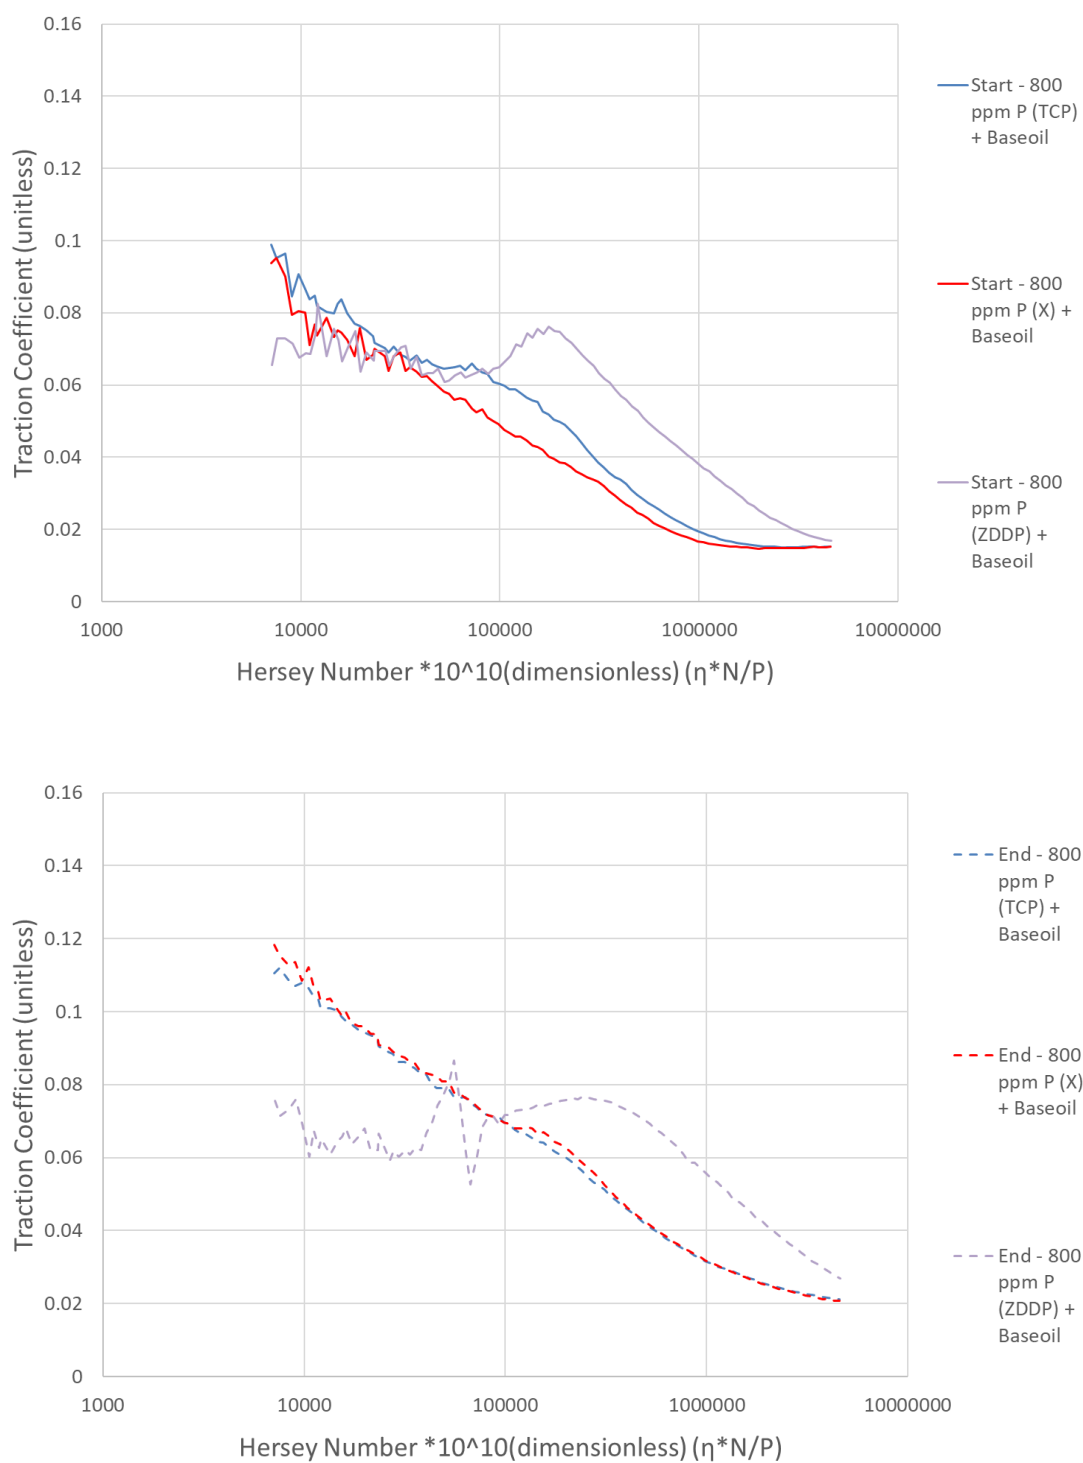 0.16
0.14
0.12
0.1
0.08
0.06
0.04
0.02
0
Traction Coefficient (unitless)
1000
10000
100000
1000000
10000000
Hersey Number *10^10(dimensionless) (η*N/P)
Start - 800
ppm P (TCP)
+ Baseoil
Start - 800
ppm P (X) +
Baseoil
Start - 800
ppm P
(ZDDP) +
Baseoil
0.16
0.14
0.12
0.1
0.08
0.06
0.04
0.02
0
Traction Coefficient (unitless)
1000
10000
100000
1000000
10000000
Hersey Number *10^10(dimensionless) (η*N/P)
End - 800
ppm P
(TCP) +
Baseoil
End - 800
ppm P (X)
+ Baseoil
End - 800
ppm P
(ZDDP) +
Baseoil